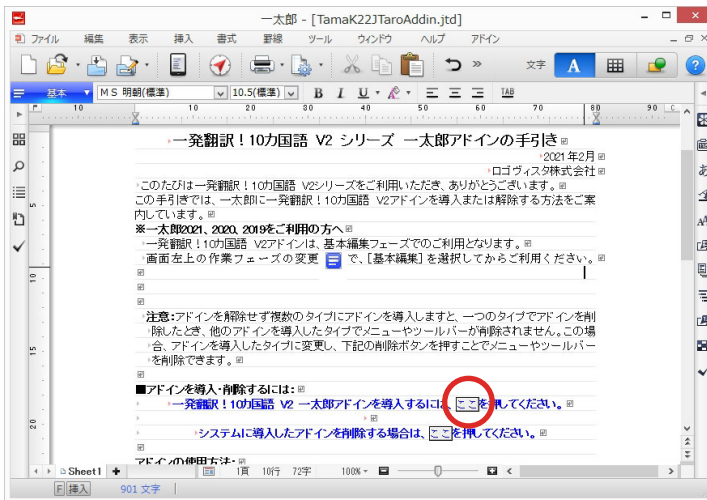 一太郎 - [TamaK22JTaroAddin.jtd]
ファイル 編集 表示 挿入 書式 罫線 ツール ウィンドウ ヘルプ アドイン
文字 A
基本 ＭＳ 明朝(標準) 10.5(標準) B I U TAB
10 10 20 30 40 50 60 70 80 90
一発翻訳！10カ国語 V2 シリーズ 一太郎アドインの手引き
2021 年2月
ロゴヴィスタ株式会社
このたびは一発翻訳！10カ国語 V2シリーズをご利用いただき、ありがとうございます。
この手引きでは、一太郎に一発翻訳！10カ国語 V2アドインを導入または解除する方法をご案
内しています。
※一太郎2021、2020、2019をご利用の方へ
一発翻訳！10カ国語 V2アドインは、基本編集フェーズでのご利用となります。
画面左上の作業フェーズの変更 で、[基本編集] を選択してからご利用ください。
注意:アドインを解除せず複数のタイプにアドインを導入しますと、一つのタイプでアドインを削
除したとき、他のアドインを導入したタイプでメニューやツールバーが削除されません。この場
合、アドインを導入したタイプに変更し、下記の削除ボタンを押すことでメニューやツールバー
を削除できます。
■アドインを導入・削除するには:
一発翻訳！10カ国語 V2 一太郎アドインを導入するには、ここを押してください。
システムに導入したアドインを削除する場合は、ここを押してください。
アドインの使用方法:
Sheet1 1頁 10行 72字 100%
挿入 901 文字